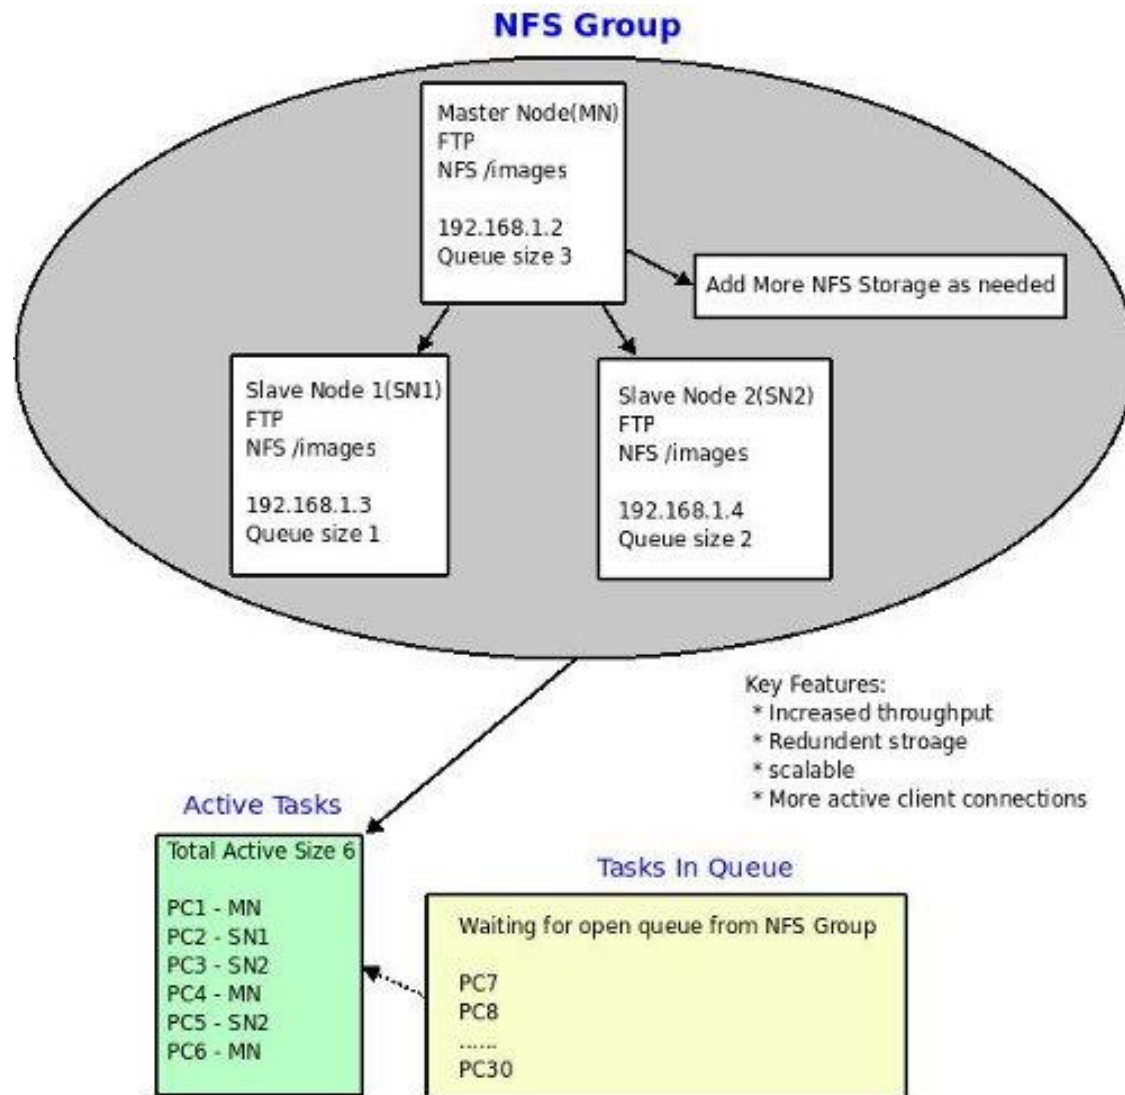 NFS Group
Master Node(MN)
FTP
NFS /images
192.168.1.2
Queue size 3
Add More NFS Storage as needed
Slave Node 1(SN1)
FTP
NFS /images
192.168.1.3
Queue size 1
Slave Node 2(SN2)
FTP
NFS /images
192.168.1.4
Queue size 2
Key Features:
* Increased throughput
* Redundent stroage
* scalable
* More active client connections
Active Tasks
Total Active Size 6
PC1 - MN
PC2 - SN1
PC3 - SN2
PC4 - MN
PC5 - SN2
PC6 - MN
Tasks In Queue
Waiting for open queue from NFS Group
PC7
PC8
......
PC30